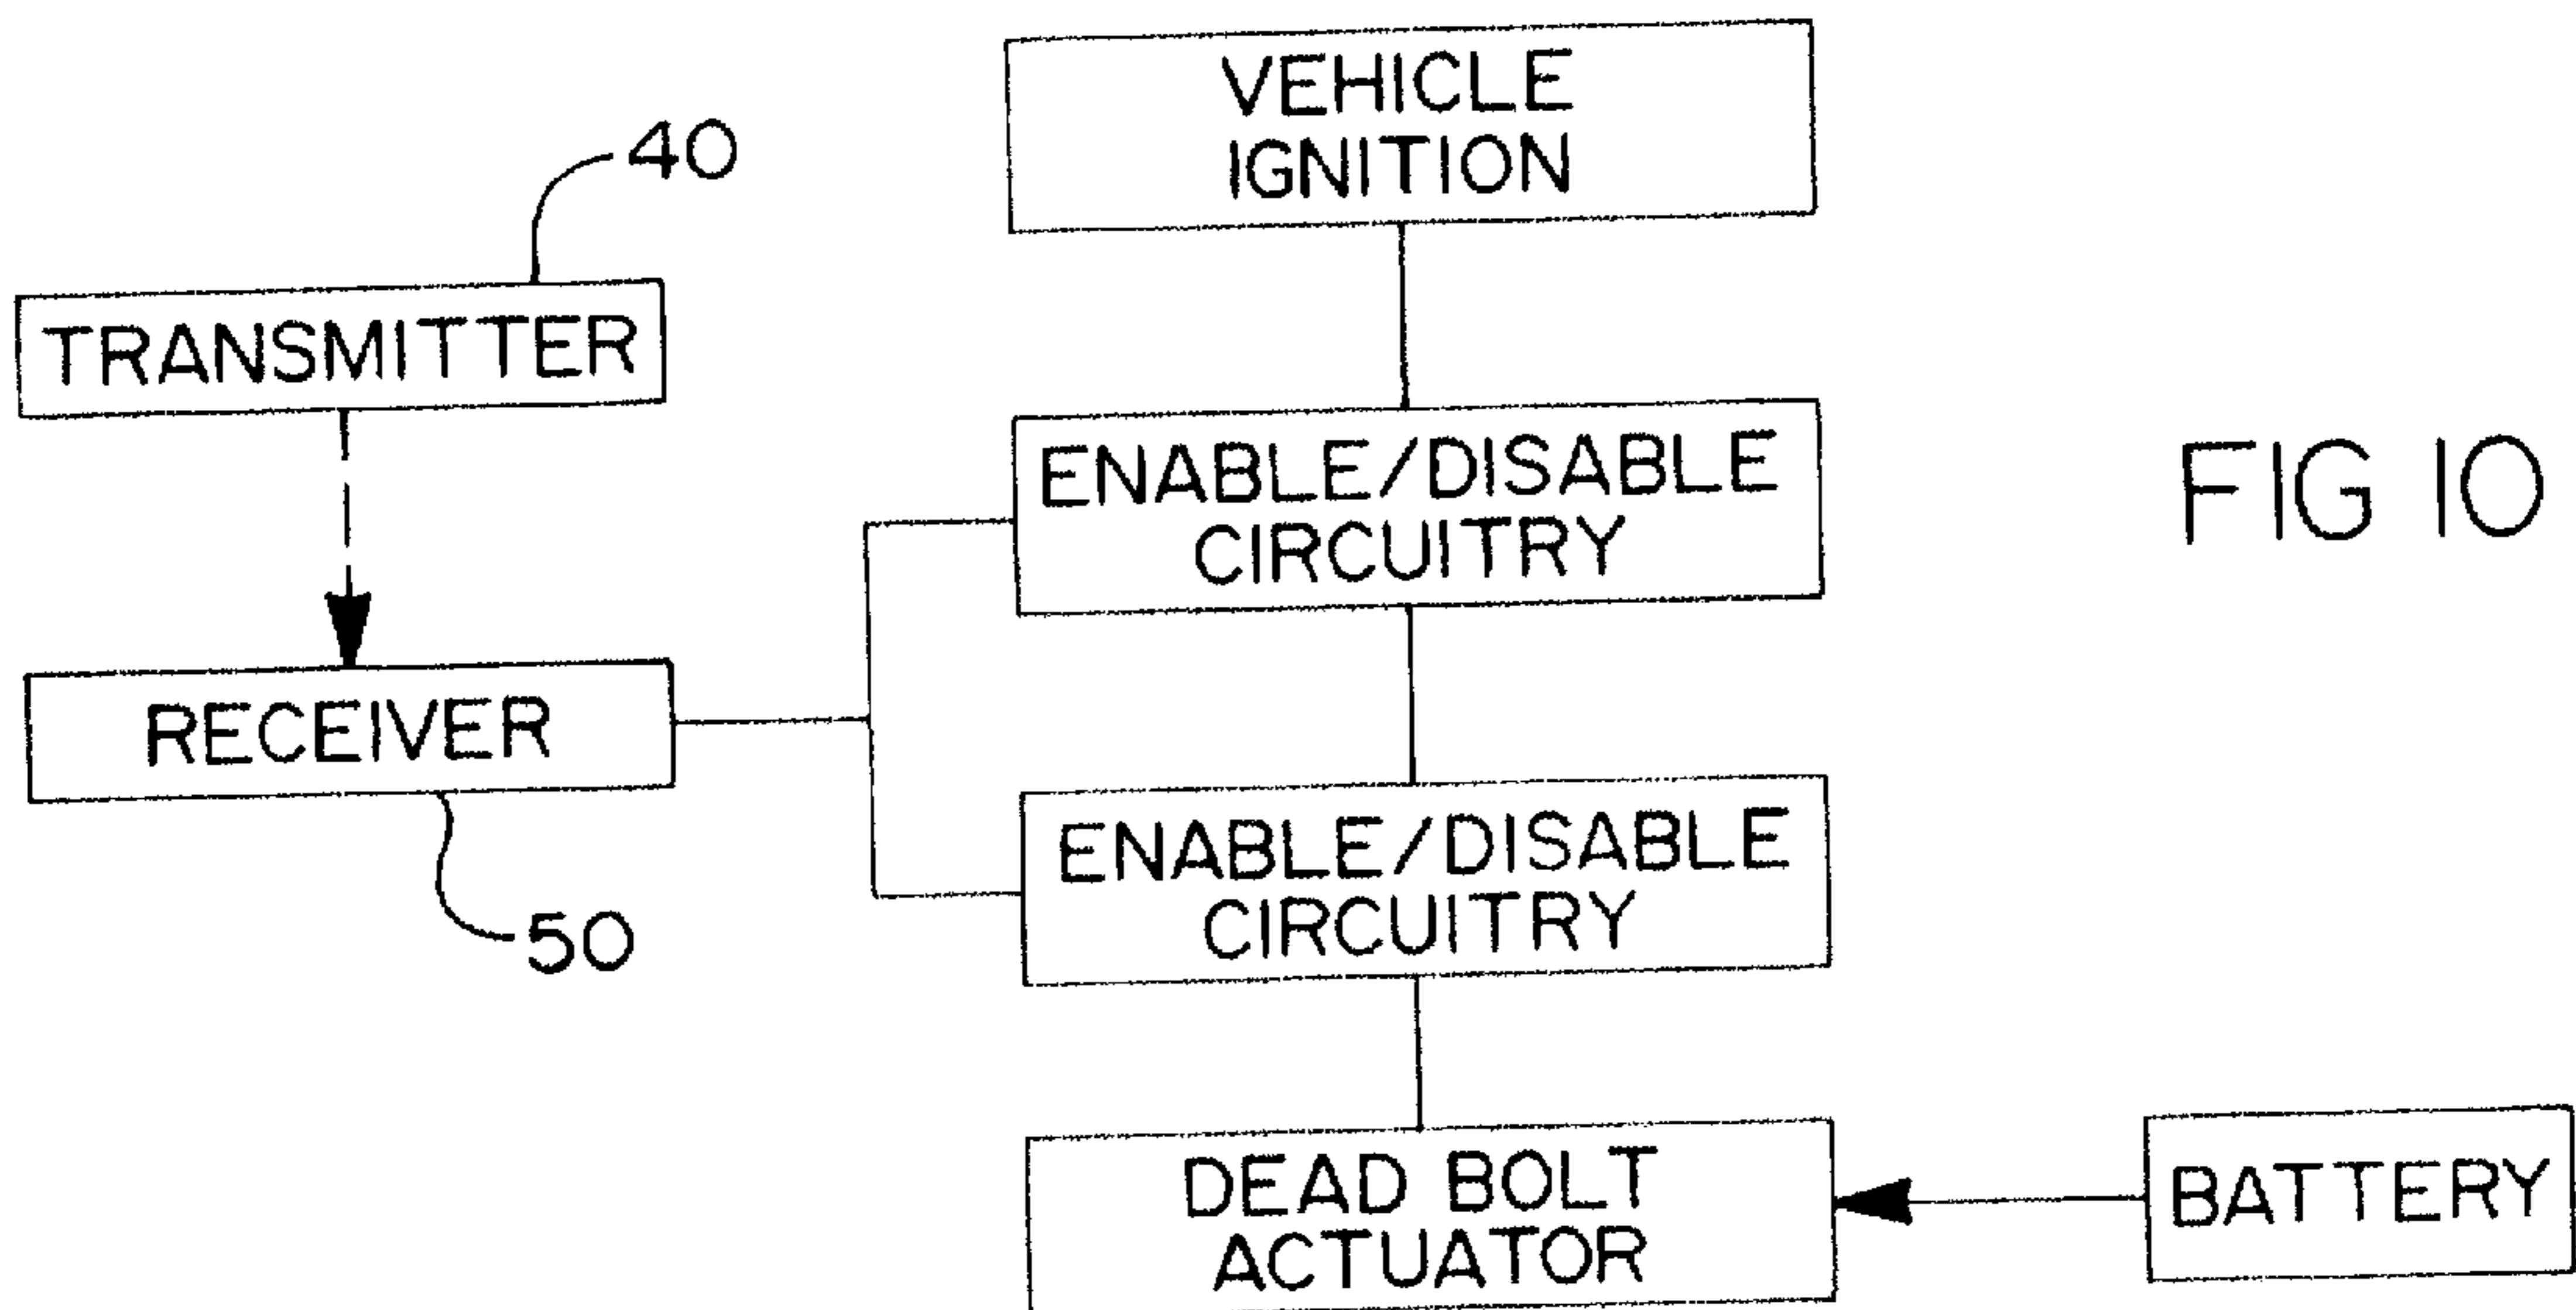 VEHICLE
IGNITION
40
TRANSMITTER
ENABLE/DISABLE
CIRCUITRY
FIG 10
RECEIVER
50
ENABLE/DISABLE
CIRCUITRY
DEAD BOLT
ACTUATOR
BATTERY